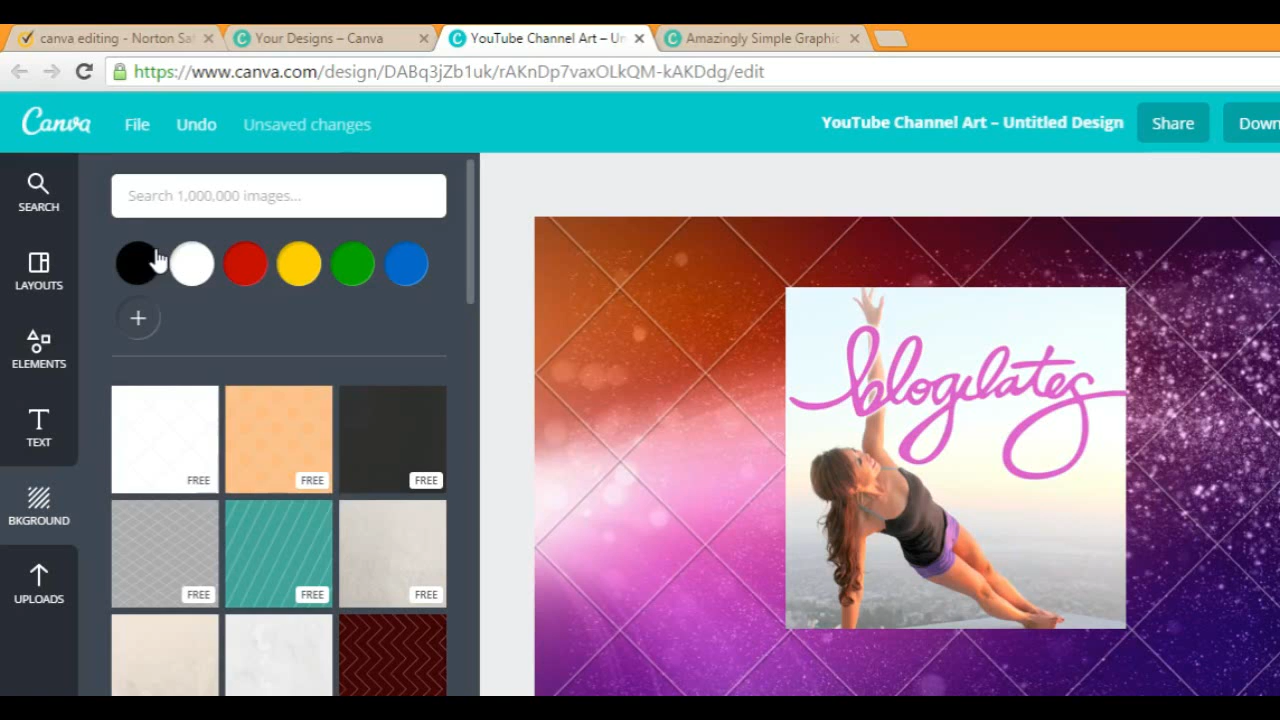 canva editing - Norton Sa
Your Designs – Canva
YouTube Channel Art – Un
Amazingly Simple Graphic
https://www.canva.com/design/DABq3jZb1uk/rAKnDp7vaxOLkQM-kAKDdg/edit
Canva
File
Undo
Unsaved changes
YouTube Channel Art – Untitled Design
Share
Down
SEARCH
LAYOUTS
ELEMENTS
TEXT
BKGROUND
UPLOADS
Search 1,000,000 images...
FREE
FREE
FREE
FREE
FREE
FREE
blogilates